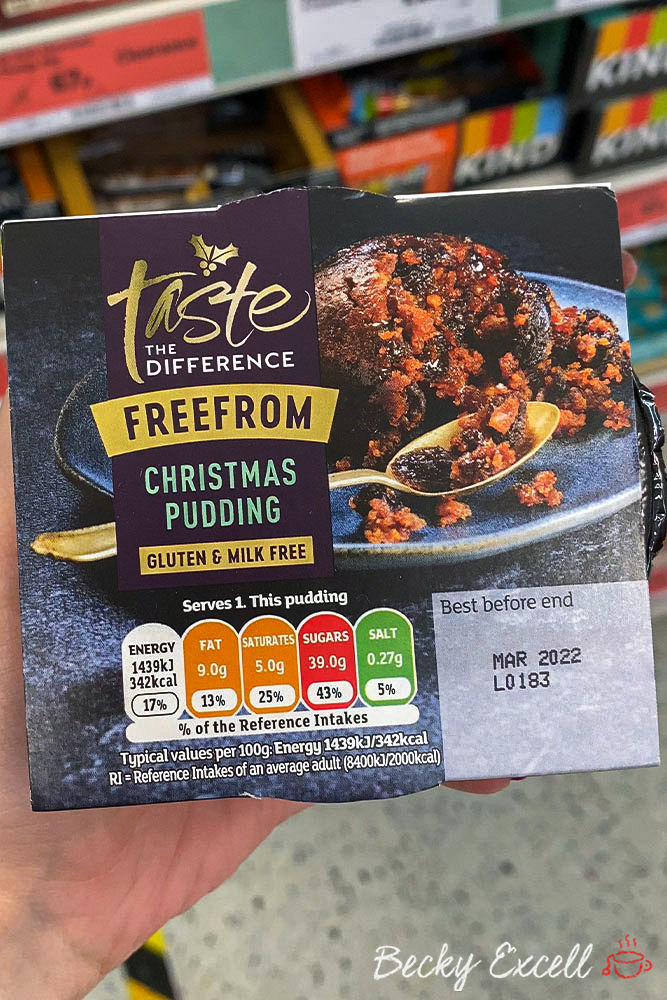 KIND
KIND
KIND
taste
THE
DIFFERENCE
FREEFROM
CHRISTMAS
PUDDING
GLUTEN & MILK FREE
Serves 1. This pudding
ENERGY
1439kJ
342kcal
17%
FAT
9.0g
13%
SATURATES
5.0g
25%
SUGARS
39.0g
43%
SALT
0.27g
5%
% of the Reference Intakes
Typical values per 100g: Energy 1439kJ/342kcal
RI = Reference Intakes of an average adult (8400kJ/2000kcal)
Best before end
MAR 2022
L0183
Becky Excell